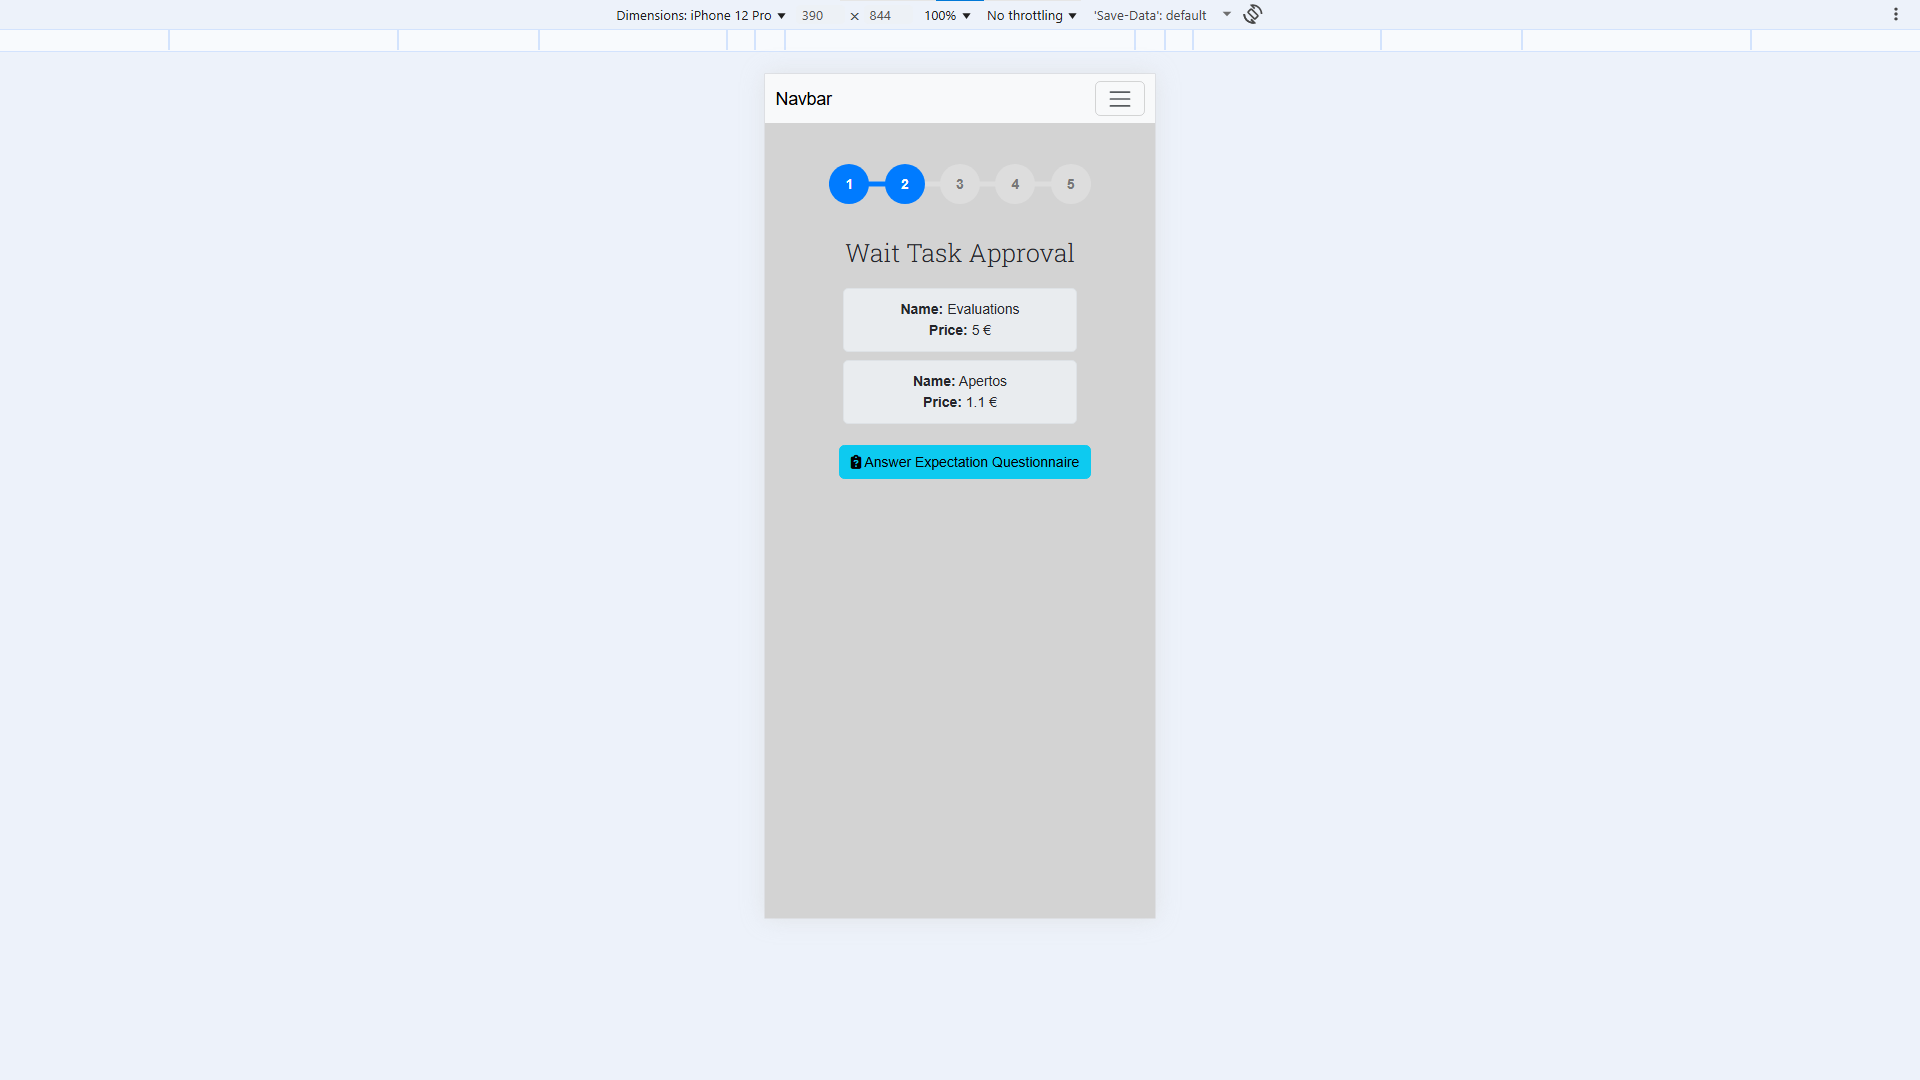 Dimensions: iPhone 12 Pro 390 × 844 100% No throttling 'Save-Data': default
Navbar
1 2 3 4 5
Wait Task Approval
Name: Evaluations
Price: 5 €
Name: Apertos
Price: 1.1 €
Answer Expectation Questionnaire